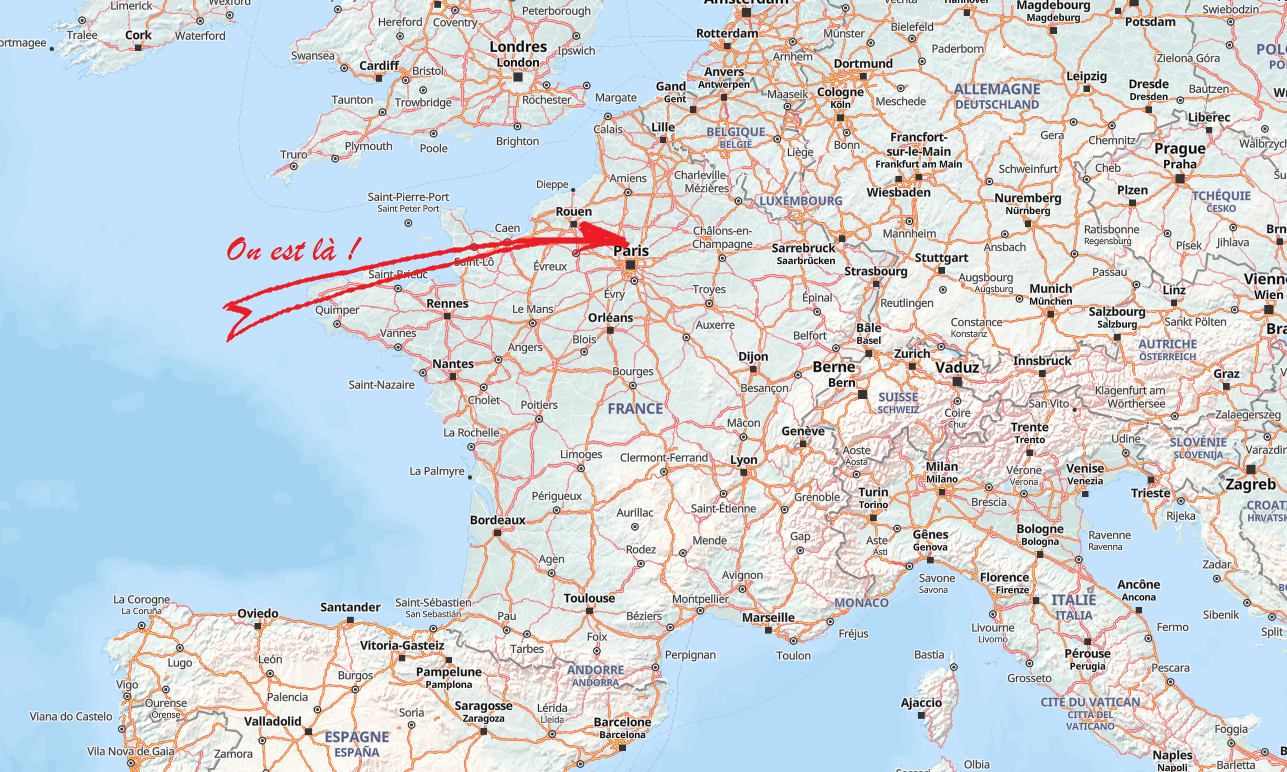 Limerick
Wexford
Tralee
Cork
Waterford
ortmagee
Hereford
Coventry
Peterborough
Swansea
Cardiff
Bristol
Londres
London
Ipswich
Taunton
Trowbridge
Rochester
Margate
Truro
Plymouth
Poole
Brighton
Amsterdam
Rotterdam
Arnhem
Münster
Vechta
Hannover
Bielefeld
Paderborn
Magdebourg
Magdeburg
Potsdam
Swiebodzin
POL
Anvers
Antwerpen
Gand
Gent
Maaseik
Dortmund
Cologne
Köln
Meschede
ALLEMAGNE
DEUTSCHLAND
Leipzig
Dresde
Dresden
Zielona Góra
Bautzen
Liberec
Calais
Lille
BELGIQUE
BELGIË
Liège
Bonn
Francfort-
sur-le-Main
Frankfurt am Main
Gera
Chemnitz
Prague
Praha
Cheb
Schweinfurt
Wiesbaden
Saint-Pierre-Port
Saint Peter Port
Dieppe
Amiens
Charleville-
Mézières
LUXEMBOURG
Nuremberg
Nürnberg
Plzen
TCHÉQUIE
ČESKO
Rouen
Caen
Saint-Lô
Évreux
Paris
Châlons-en-
Champagne
Sarrebruck
Saarbrücken
Mannheim
Ansbach
Ratisbonne
Regensburg
Písek
Jihlava
On est là !
Saint-Brieuc
Quimper
Rennes
Le Mans
Évry
Troyes
Strasbourg
Stuttgart
Augsbourg
Augsburg
Passau
Vienne
Wien
Linz
Vannes
Angers
Blois
Orléans
Auxerre
Épinal
Reutlingen
Munich
München
Salzbourg
Salzburg
Sankt Pölten
Constance
Konstanz
Belfort
Bâle
Basel
Zurich
Saint-Nazaire
Nantes
Cholet
Bourges
Dijon
Besançon
Berne
Bern
Vaduz
Innsbruck
AUTRICHE
ÖSTERREICH
Graz
Poitiers
FRANCE
SUISSE
SCHWEIZ
Coire
Chur
San Vito
Klagenfurt am
Wörthersee
Zalaegerszeg
La Rochelle
Mâcon
Genève
Trente
Trento
Udine
SLOVÉNIE
SLOVENIJA
La Palmyre
Limoges
Clermont-Ferrand
Lyon
Aoste
Aosta
Milan
Milano
Vérone
Verona
Venise
Venezia
Trieste
Zagreb
Périgueux
Aurillac
Saint-Étienne
Grenoble
Turin
Torino
Brescia
Rijeka
Bordeaux
Agen
Rodez
Mende
Gap
Asti
Asti
Gênes
Genova
Bologne
Bologna
Ravenne
Ravenna
Zadar
Avignon
Savone
Savona
Florence
Firenze
Ancône
Ancona
Sibenik
La Corogne
La Coruña
Oviedo
Santander
Saint-Sébastien
San Sebastián
Pau
Toulouse
Béziers
Montpellier
Marseille
MONACO
Fréjus
Toulon
Livourne
Livorno
ITALIE
ITALIA
Fermo
Split
Lugo
León
Vitoria-Gasteiz
Tarbes
Foix
Perpignan
Bastia
Grosseto
Pérouse
Perugia
Pescara
Vigo
Ourense
Orense
Palencia
Burgos
Pampelune
Pamplona
ANDORRE
ANDORRA
Ajaccio
CITÉ DU VATICAN
CITTÀ DEL
VATICANO
Foggia
Viana do Castelo
Valladolid
Soria
Saragosse
Zaragoza
Lérida
Lleida
Barcelone
Barcelona
Vila Nova de Gaia
Zamora
ESPAGNE
ESPAÑA
Olbia
Naples
Napoli
Barletta